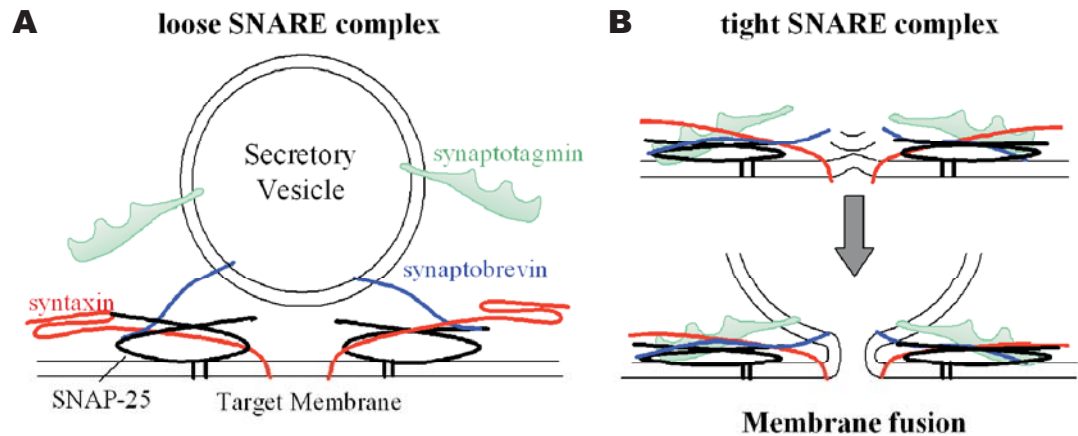 A
loose SNARE complex
Secretory
Vesicle
synaptotagmin
synaptobrevin
syntaxin
SNAP-25
Target Membrane
B
tight SNARE complex
Membrane fusion